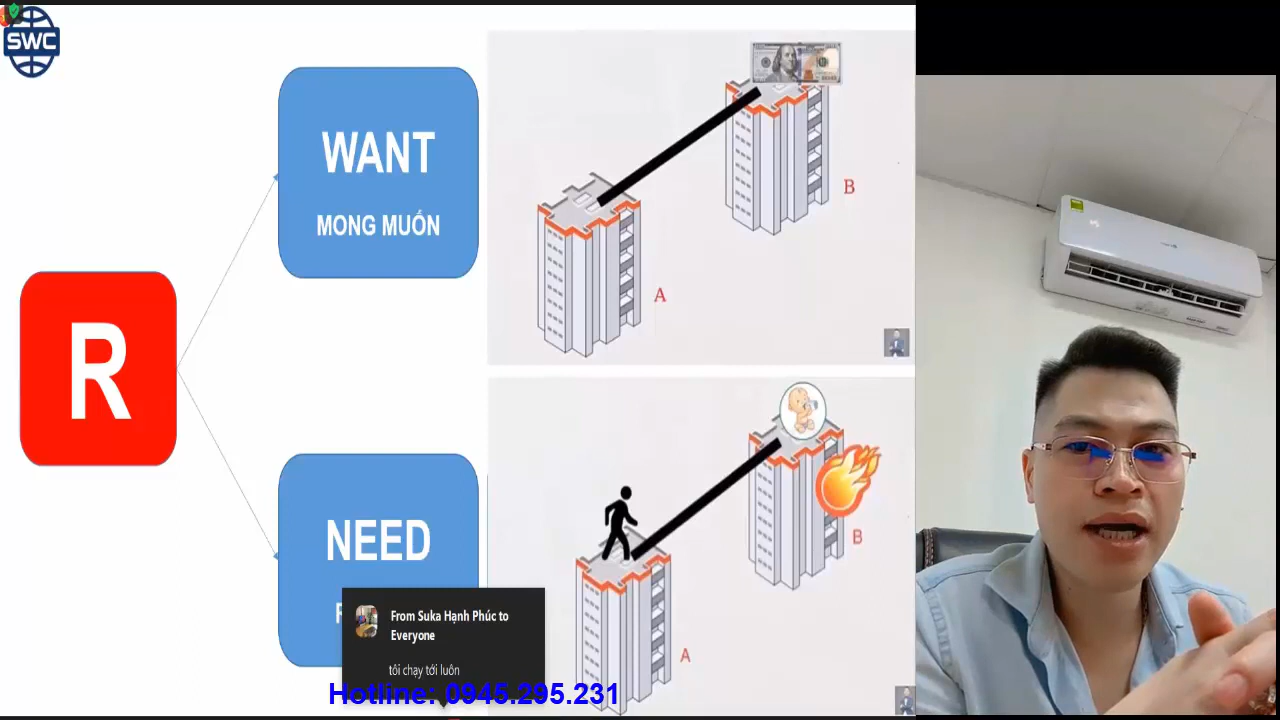 SWC
WANT
MONG MUỐN
R
B
A
NEED
From Suka Hạnh Phúc to
Everyone
tôi chạy tới luôn
B
A
Hotline: 0945.295.231